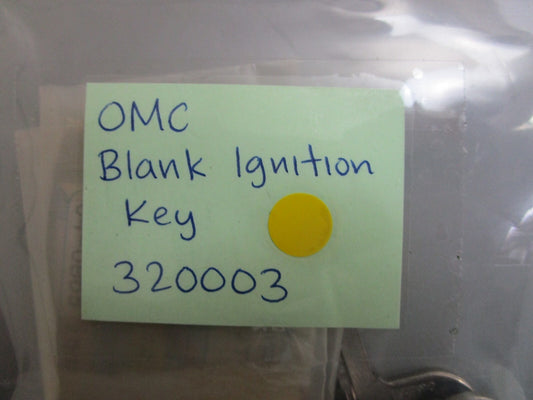 OMC
Blank Ignition
Key
320003